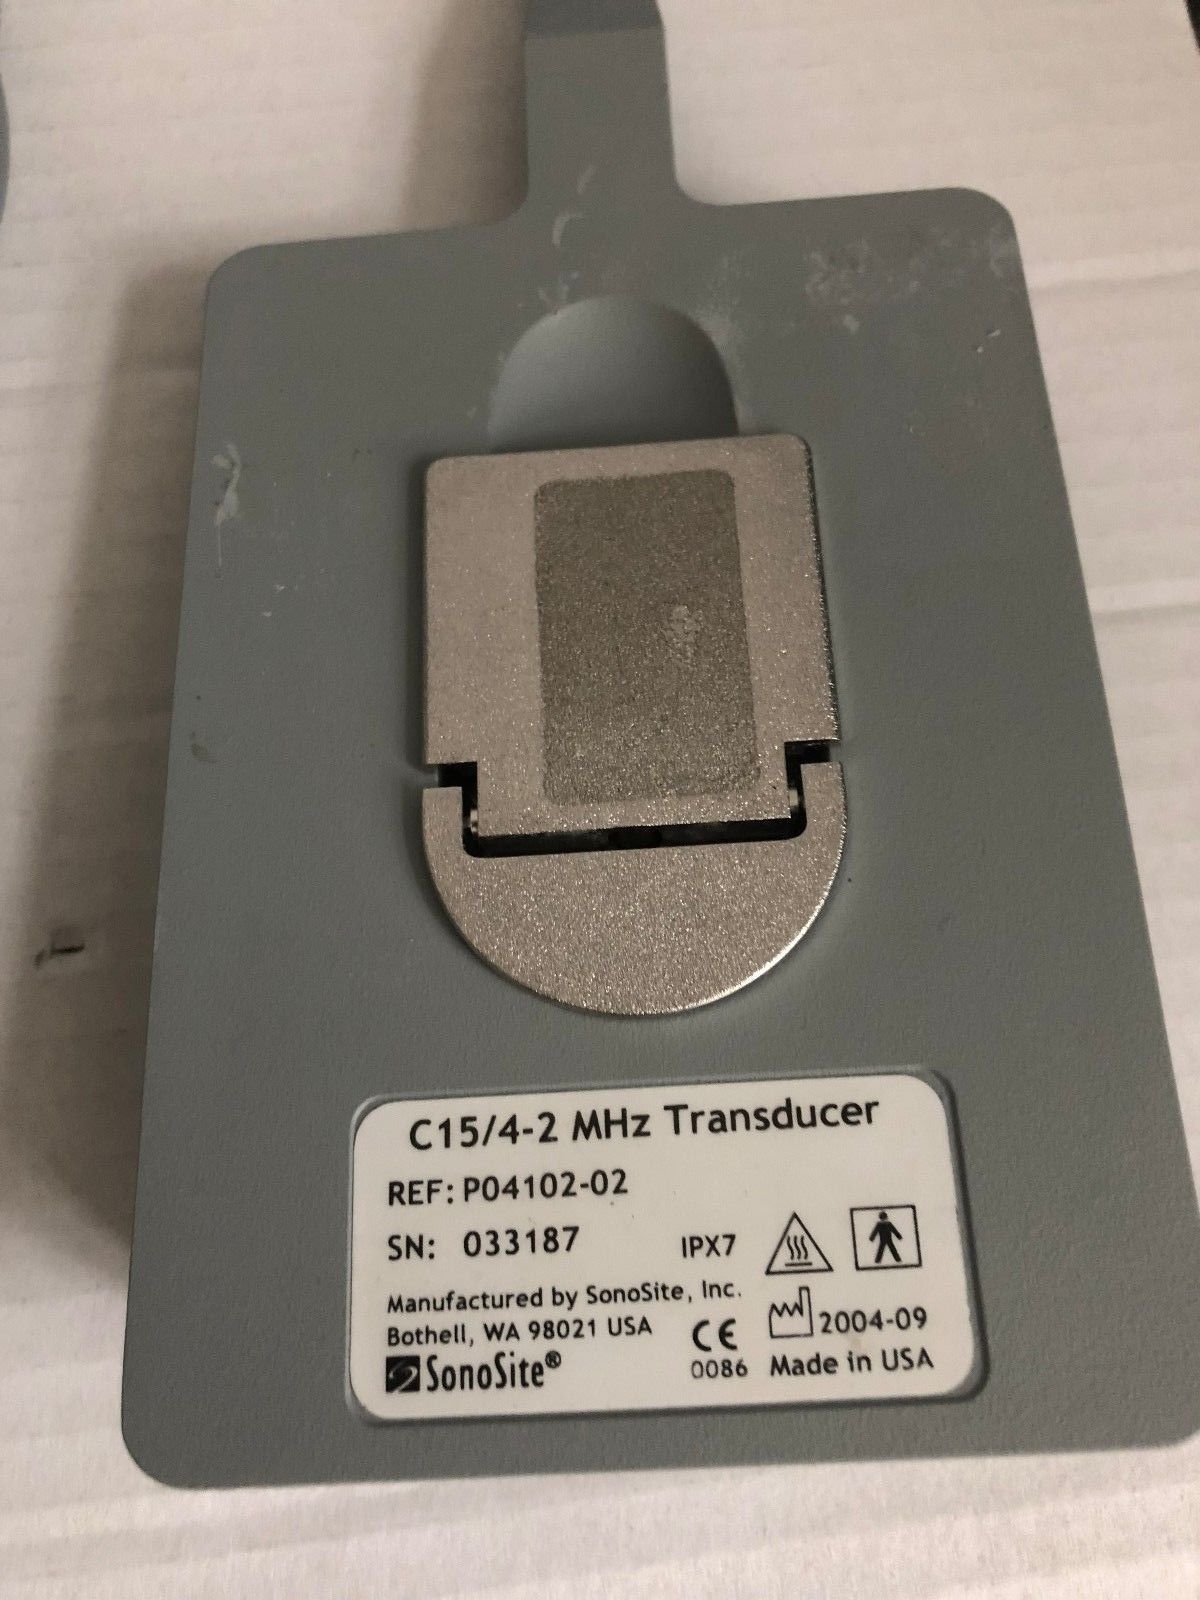 C15/4-2 MHz Transducer
REF: P04102-02
SN: 033187 IPX7
Manufactured by SonoSite, Inc.
Bothell, WA 98021 USA
2004-09
SonoSite®
CE
0086 Made in USA